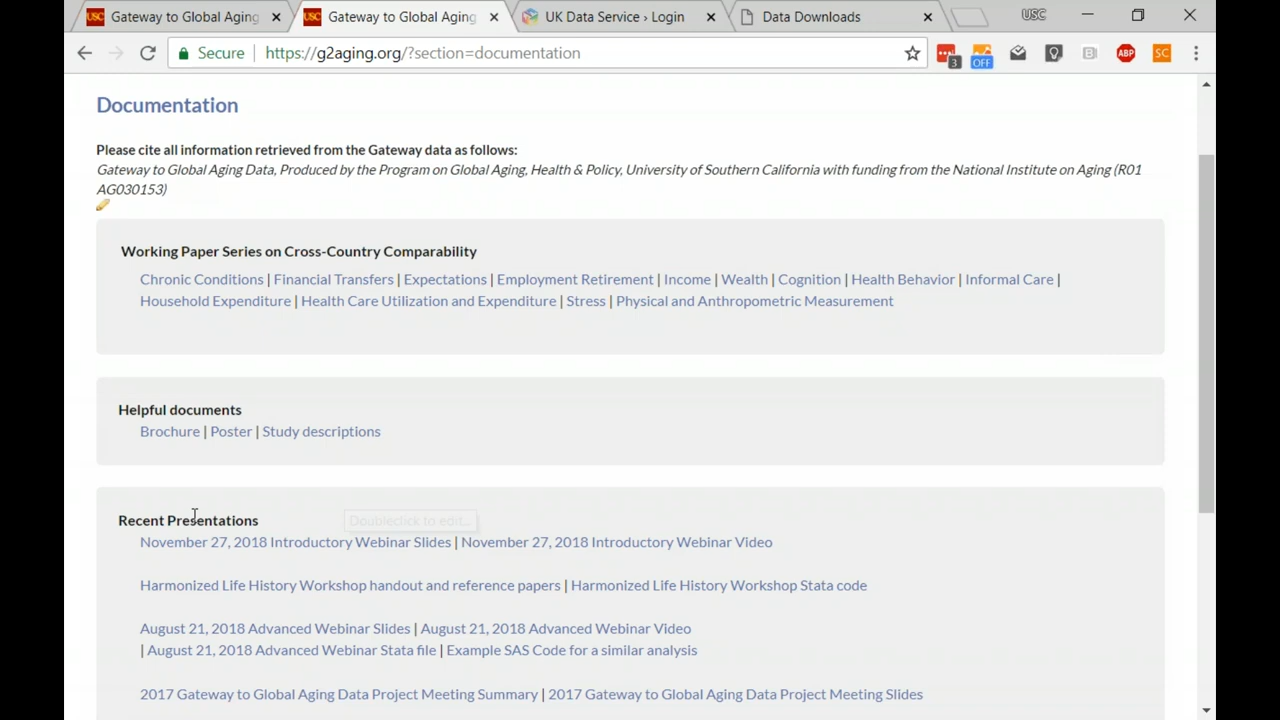 Gateway to Global Aging
Gateway to Global Aging
UK Data Service › Login
Data Downloads
USC
Secure
https://g2aging.org/?section=documentation
3
OFF
ABP
SC
Documentation
Please cite all information retrieved from the Gateway data as follows:
Gateway to Global Aging Data, Produced by the Program on Global Aging, Health & Policy, University of Southern California with funding from the National Institute on Aging (R01
AG030153)
Working Paper Series on Cross-Country Comparability
Chronic Conditions | Financial Transfers | Expectations | Employment Retirement | Income | Wealth | Cognition | Health Behavior | Informal Care |
Household Expenditure | Health Care Utilization and Expenditure | Stress | Physical and Anthropometric Measurement
Helpful documents
Brochure | Poster | Study descriptions
Recent Presentations
Doubleclick to edit...
November 27, 2018 Introductory Webinar Slides | November 27, 2018 Introductory Webinar Video
Harmonized Life History Workshop handout and reference papers | Harmonized Life History Workshop Stata code
August 21, 2018 Advanced Webinar Slides | August 21, 2018 Advanced Webinar Video
| August 21, 2018 Advanced Webinar Stata file | Example SAS Code for a similar analysis
2017 Gateway to Global Aging Data Project Meeting Summary | 2017 Gateway to Global Aging Data Project Meeting Slides